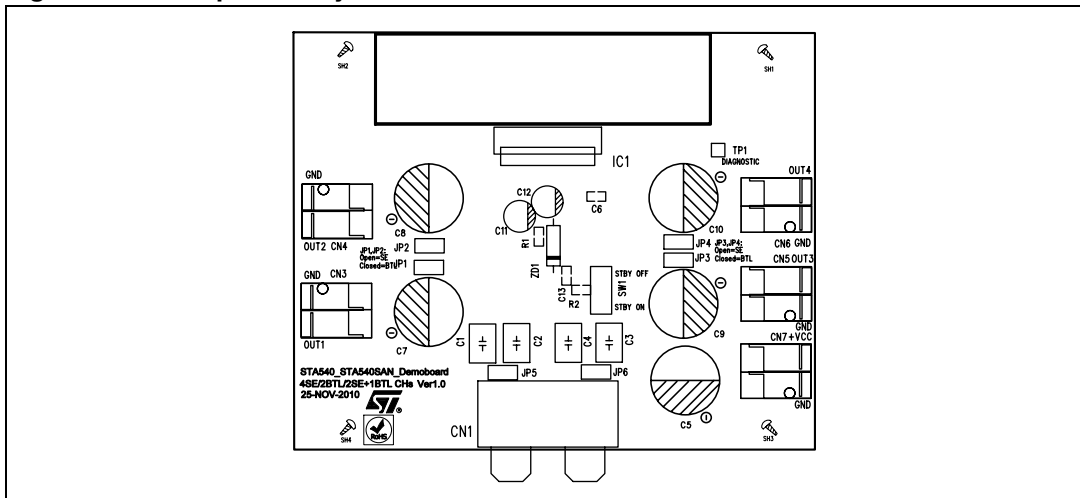 SH2
SH1
IC1
TP1
DIAGNOSTIC
GND
OUT4
C12
C6
C8
C11
C10
OUT2 CN4
R1
CN6 GND
JP1,JP2:
Open=SE
Closed=BTL
JP2
JP1
JP4
JP3
JP3,JP4:
Open=SE
Closed=BTL
CN5 OUT3
GND CN3
ZD1
C13
R2
STBY OFF
SW1
STBY ON
OUT1
C7
C9
GND
C1
C2
C4
C3
CN7 +VCC
STA540_STA540SAN_Demoboard
4SE/2BTL/2SE+1BTL CHs Ver1.0
25-NOV-2010
JP5
JP6
ST
GND
CN1
C5
RoHS
SH4
SH3